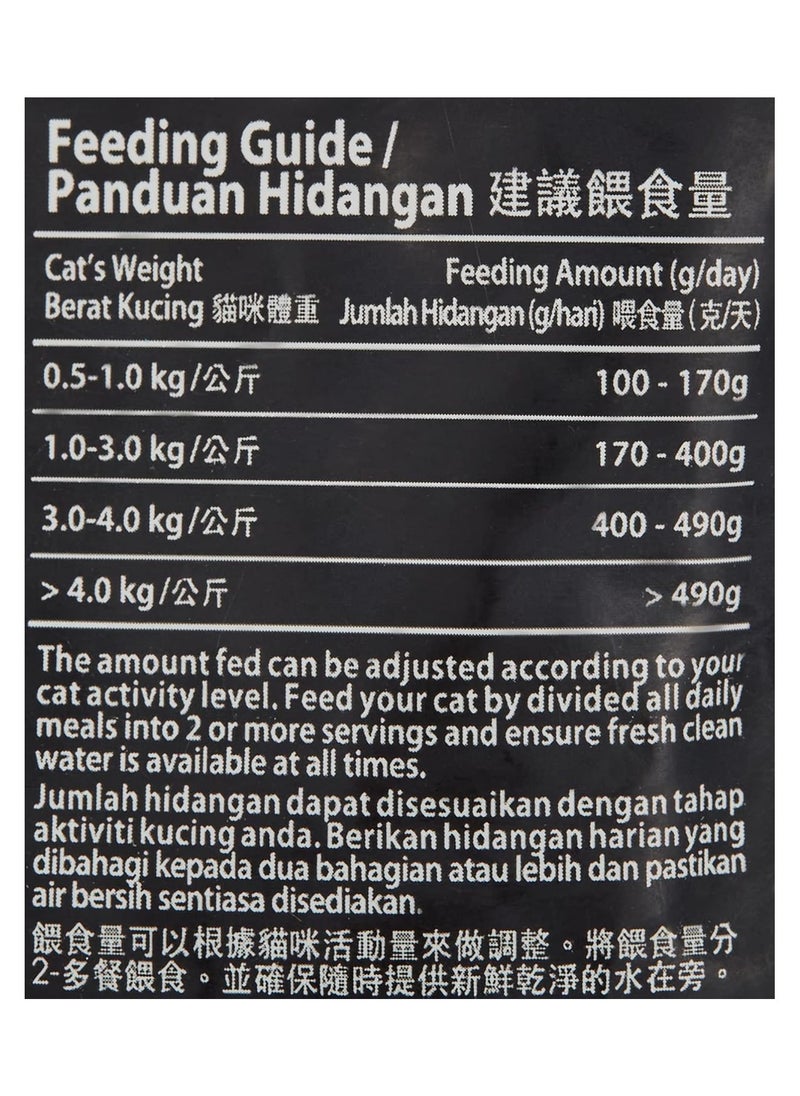 Feeding Guide /
Panduan Hidangan 建議餵食量
Cat's Weight
Berat Kucing 貓咪體重
Feeding Amount (g/day)
Jumlah Hidangan (g/hari) 喂食量(克/天)
0.5-1.0 kg/公斤 100 - 170g
1.0-3.0 kg/公斤 170 - 400g
3.0-4.0 kg/公斤 400 - 490g
> 4.0 kg/公斤 > 490g
The amount fed can be adjusted according to your
cat activity level. Feed your cat by divided all daily
meals into 2 or more servings and ensure fresh clean
water is available at all times.
Jumlah hidangan dapat disesuaikan dengan tahap
aktiviti kucing anda. Berikan hidangan harian yang
dibahagi kepada dua bahagian atau lebih dan pastikan
air bersih sentiasa disediakan.
餵食量可以根據貓咪活動量來做調整。將餵食量分
2-多餐餵食。並確保隨時提供新鮮乾淨的水在旁。